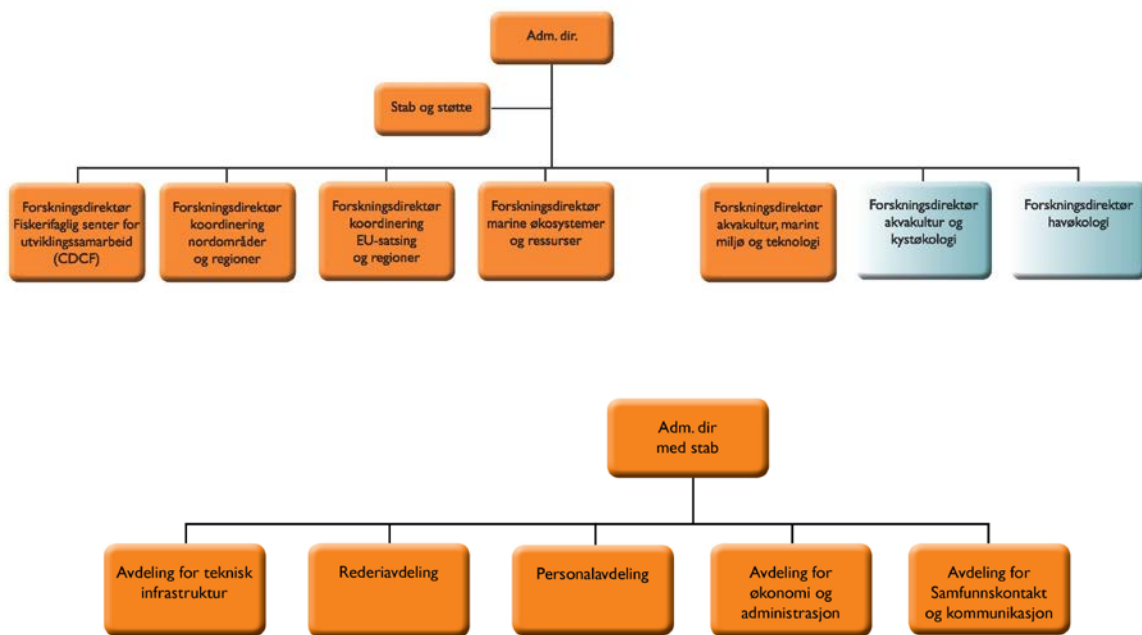 Adm. dir.
Stab og støtte
Forskningsdirektør
Fiskerifaglig senter for
utviklingssamarbeid
(CDCF)
Forskningsdirektør
koordinering
nordområder
og regioner
Forskningsdirektør
koordinering
EU-satsing
og regioner
Forskningsdirektør
marine økosystemer
og ressurser
Forskningsdirektør
akvakultur, marint
miljø og teknologi
Forskningsdirektør
akvakultur og
kystøkologi
Forskningsdirektør
havøkologi
Adm. dir
med stab
Avdeling for teknisk
infrastruktur
Rederiavdeling
Personalavdeling
Avdeling for
økonomi og
administrasjon
Avdeling for
Samfunnskontakt
og kommunikasjon